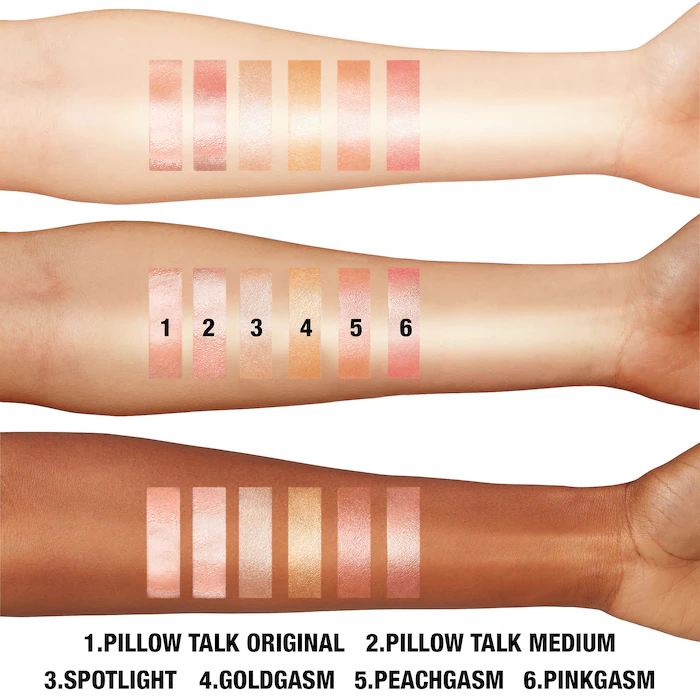 1 2 3 4 5 6
1.PILLOW TALK ORIGINAL 2.PILLOW TALK MEDIUM
3.SPOTLIGHT 4.GOLDGASM 5.PEACHGASM 6.PINKGASM